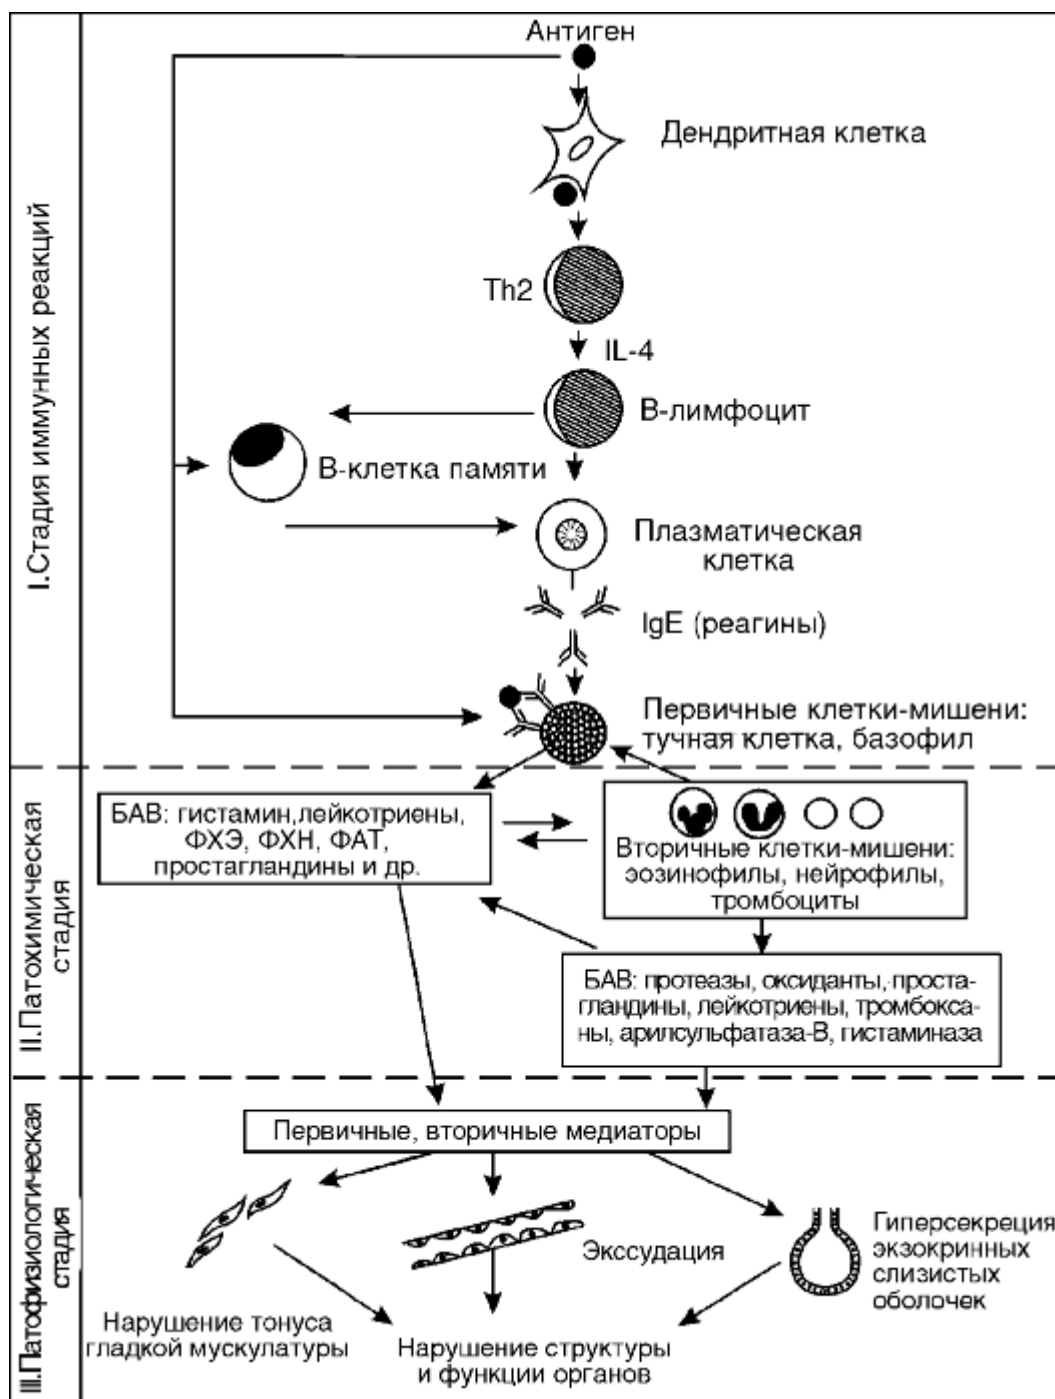 Антиген
Дендритная клетка
Th2
IL-4
В-лимфоцит
В-клетка памяти
Плазматическая
клетка
IgE (реагины)
Первичные клетки-мишени:
тучная клетка, базофил
I.Стадия иммунных реакций
БАВ: гистамин,лейкотриены,
ФХЭ, ФХН, ФАТ,
простагландины и др.
Вторичные клетки-мишени:
эозинофилы, нейрофилы,
тромбоциты
БАВ: протеазы, оксиданты, проста-
гландины, лейкотриены, тромбокса-
ны, арилсульфатаза-В, гистаминаза
II.Патохимическая
стадия
Первичные, вторичные медиаторы
Экссудация
Гиперсекреция
экзокринных
слизистых
оболочек
Нарушение тонуса
гладкой мускулатуры
Нарушение структуры
и функции органов
III.Патофизиологическая
стадия